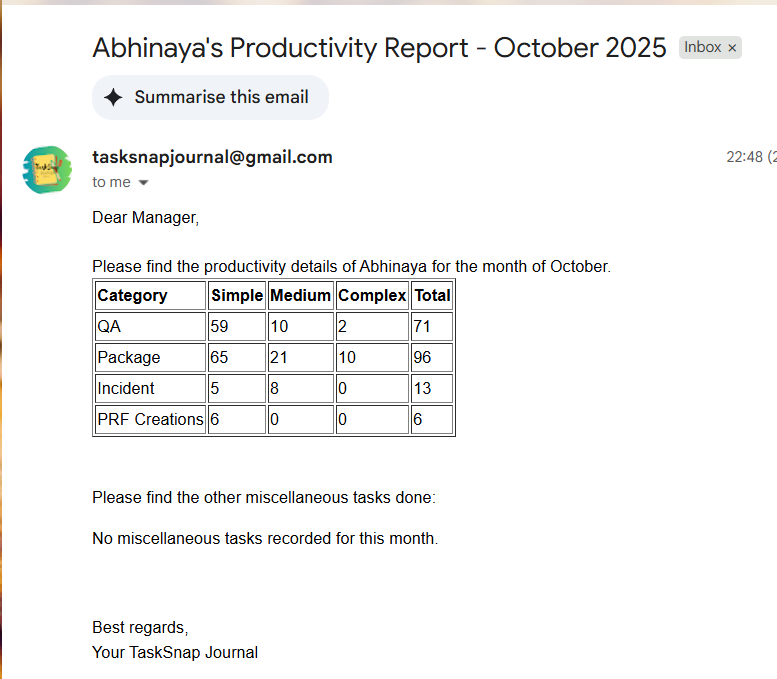 Abhinaya's Productivity Report - October 2025 Inbox ×
Summarise this email
tasksnapjournal@gmail.com 22:48 (2
to me
Dear Manager,
Please find the productivity details of Abhinaya for the month of October.
Category Simple Medium Complex Total
QA 59 10 2 71
Package 65 21 10 96
Incident 5 8 0 13
PRF Creations 6 0 0 6
Please find the other miscellaneous tasks done:
No miscellaneous tasks recorded for this month.
Best regards,
Your TaskSnap Journal